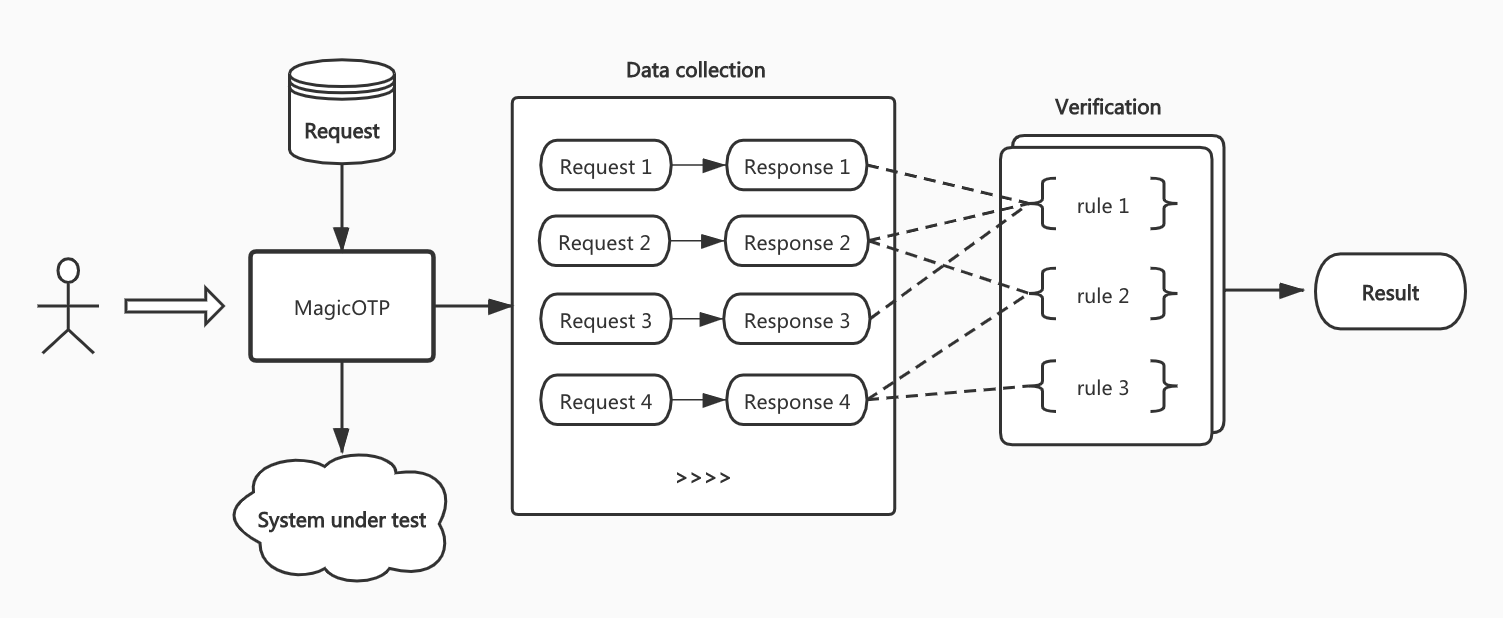 Data collection
Verification
Request
Request 1
Response 1
rule 1
Request 2
Response 2
MagicOTP
rule 2
Result
Request 3
Response 3
Request 4
Response 4
rule 3
>>>>
System under test